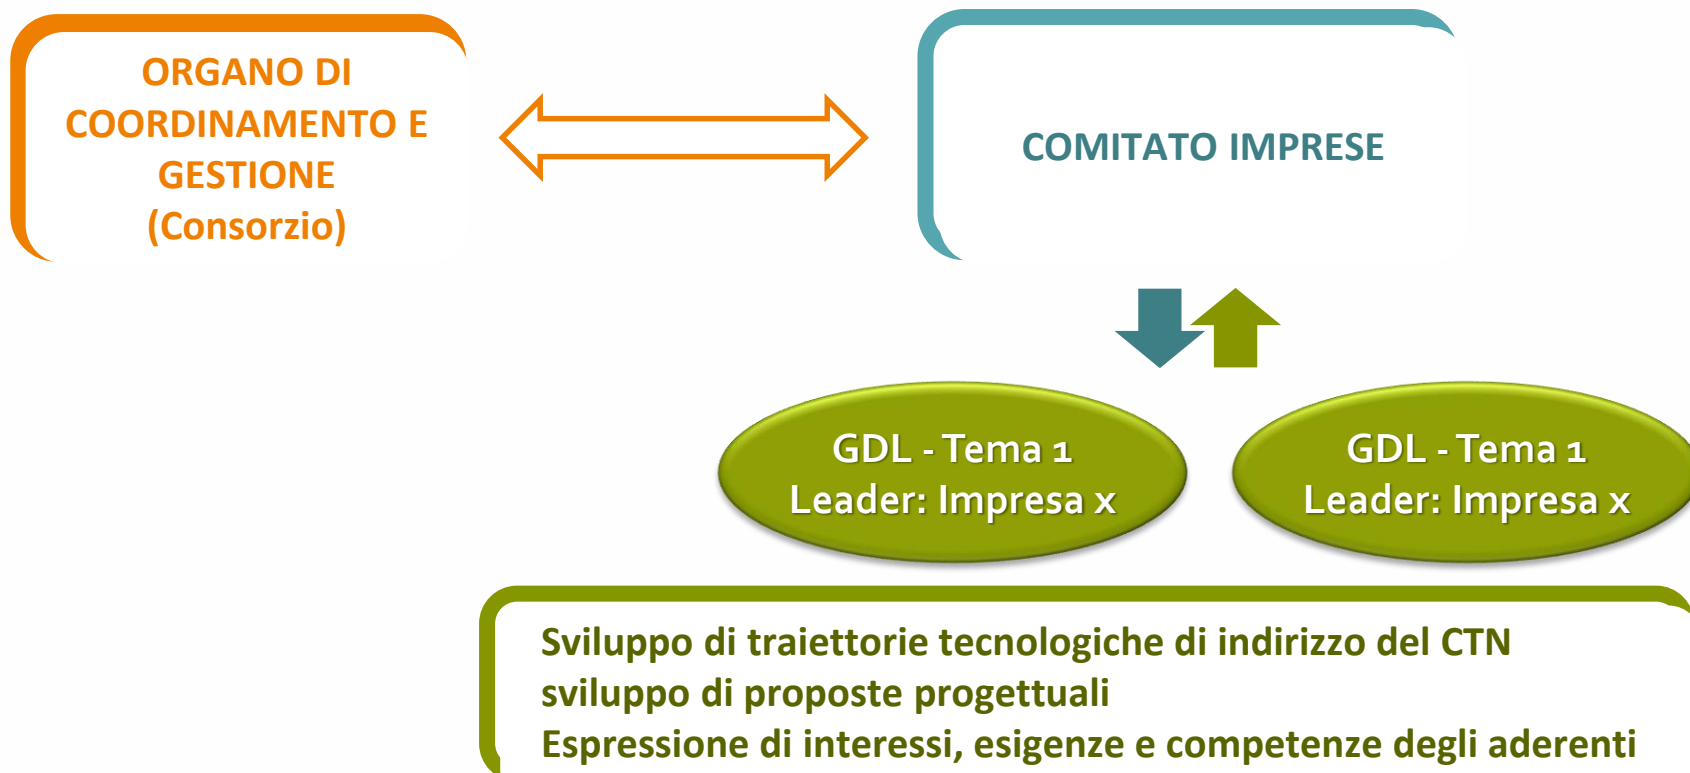 ORGANO DI
COORDINAMENTO E
GESTIONE
(Consorzio)
COMITATO IMPRESE
GDL - Tema 1
Leader: Impresa x
GDL - Tema 1
Leader: Impresa x
Sviluppo di traiettorie tecnologiche di indirizzo del CTN
sviluppo di proposte progettuali
Espressione di interessi, esigenze e competenze degli aderenti